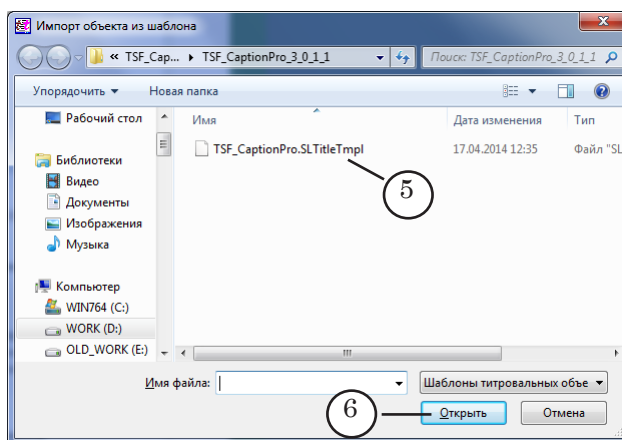 Импорт объекта из шаблона
« TSF_Cap... ▸ TSF_CaptionPro_3_0_1_1
Поиск: TSF_CaptionPro_3_0_1_1
Упорядочить Новая папка
Рабочий стол
Библиотеки
Видео
Документы
Изображения
Музыка
Компьютер
WIN764 (C:)
WORK (D:)
OLD_WORK (E:)
Имя Дата изменения Тип
TSF_CaptionPro.SLTitleTmpl 17.04.2014 12:35 Файл "SL
5
Имя файла:
Шаблоны титровальных объе
6
Открыть Отмена